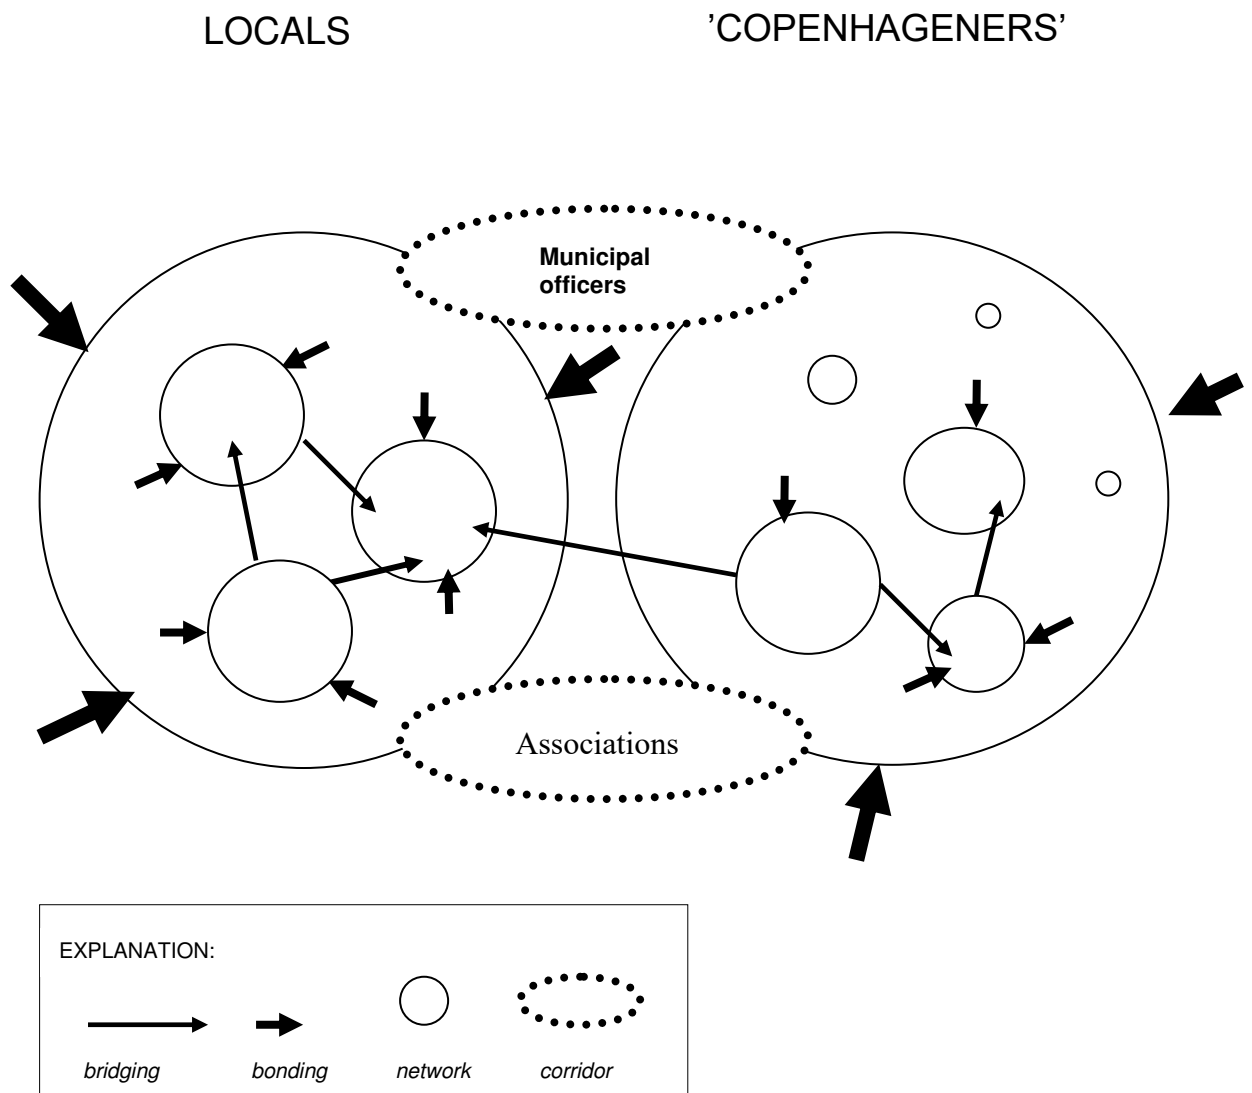 LOCALS
’COPENHAGENERS’
Municipal
officers
Associations
EXPLANATION:
bridging
bonding
network
corridor